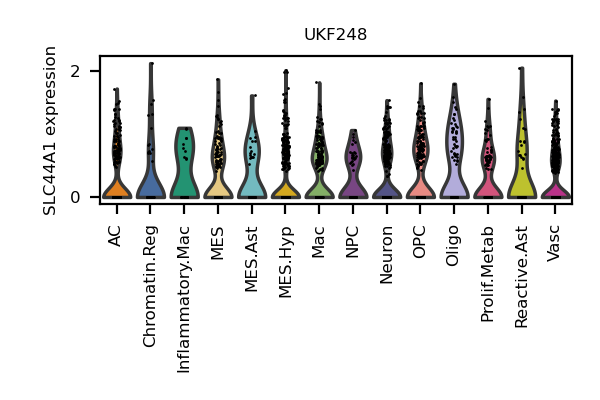 UKF248
SLC44A1 expression
2
0
AC
Chromatin.Reg
Inflammatory.Mac
MES
MES.Ast
MES.Hyp
Mac
NPC
Neuron
OPC
Oligo
Prolif.Metab
Reactive.Ast
Vasc